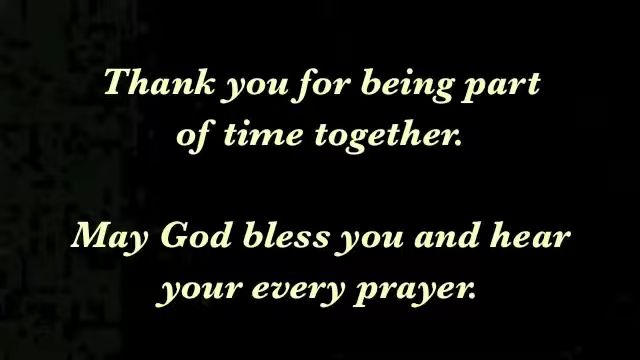 Thank you for being part
of time together.
May God bless you and hear
your every prayer.